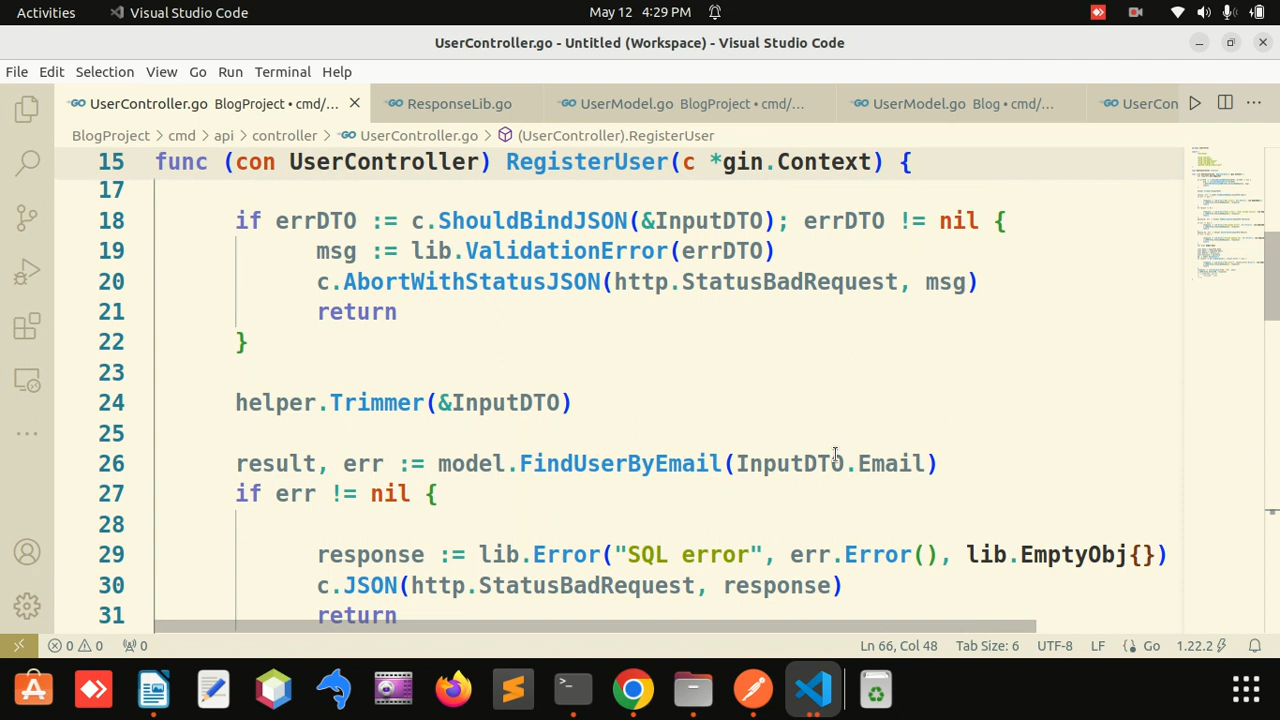 Activities Visual Studio Code May 12 4:29 PM
UserController.go - Untitled (Workspace) - Visual Studio Code
File Edit Selection View Go Run Terminal Help
UserController.go BlogProject • cmd/... ResponseLib.go UserModel.go BlogProject • cmd/... UserModel.go Blog • cmd/... UserCon
BlogProject > cmd > api > controller > UserController.go > (UserController).RegisterUser
15 func (con UserController) RegisterUser(c *gin.Context) {
17
18 if errDTO := c.ShouldBindJSON(&InputDTO); errDTO != nil {
19 msg := lib.ValidationError(errDTO)
20 c.AbortWithStatusJSON(http.StatusBadRequest, msg)
21 return
22 }
23
24 helper.Trimmer(&InputDTO)
25
26 result, err := model.FindUserByEmail(InputDTO.Email)
27 if err != nil {
28
29 response := lib.Error("SQL error", err.Error(), lib.EmptyObj{})
30 c.JSON(http.StatusBadRequest, response)
31 return
0 0 0 Ln 66, Col 48 Tab Size: 6 UTF-8 LF Go 1.22.2